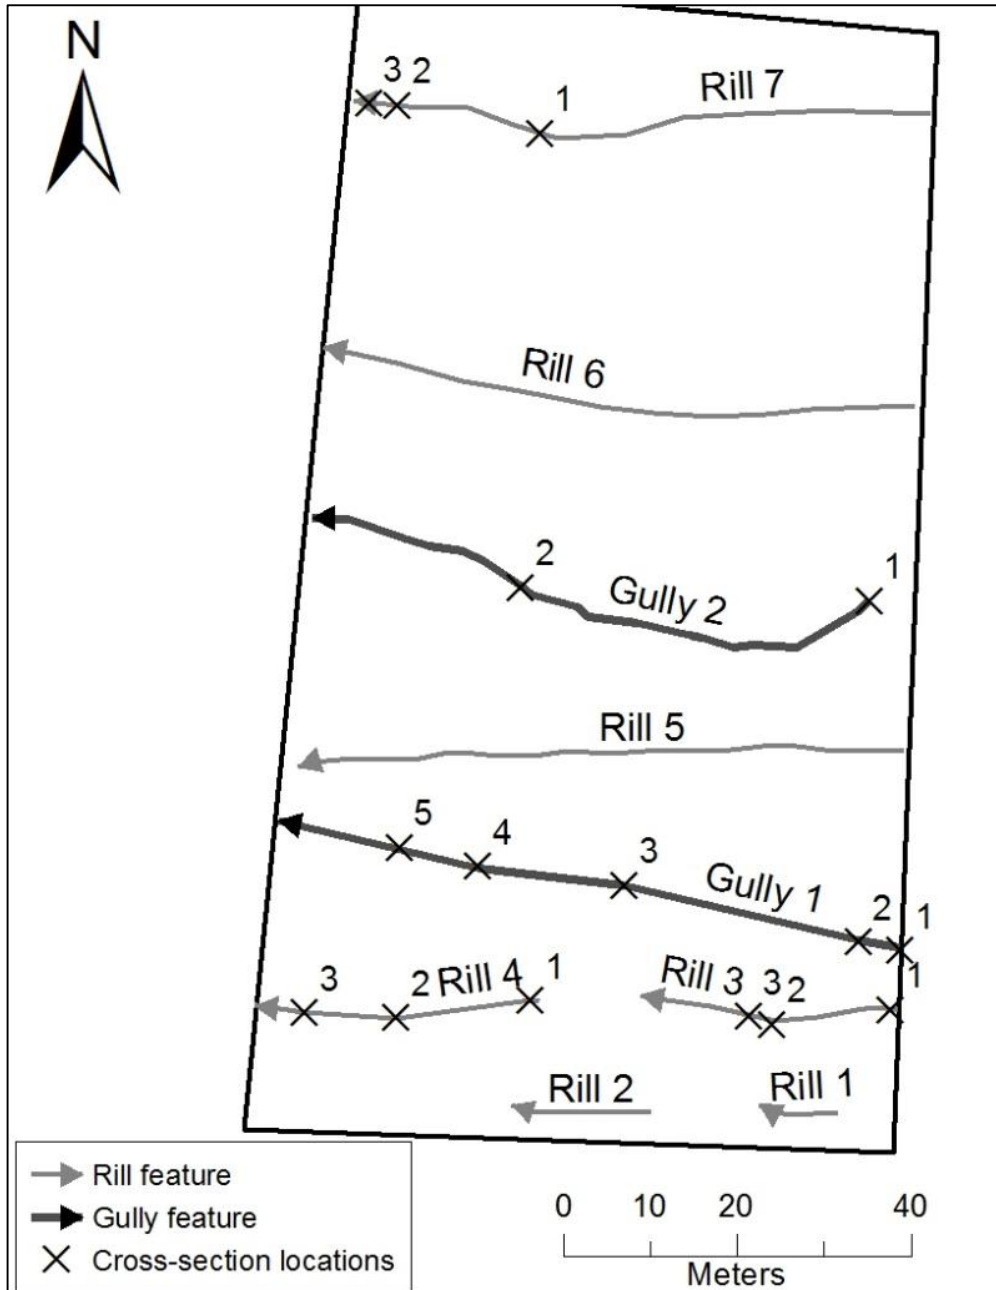 N
3 2
1
Rill 7
Rill 6
2
1
Gully 2
Rill 5
5
4
3
Gully 1
2
1
3
2
Rill 4
1
Rill 3
3
2
1
Rill 2
Rill 1
Rill feature
Gully feature
Cross-section locations
0 10 20 40
Meters